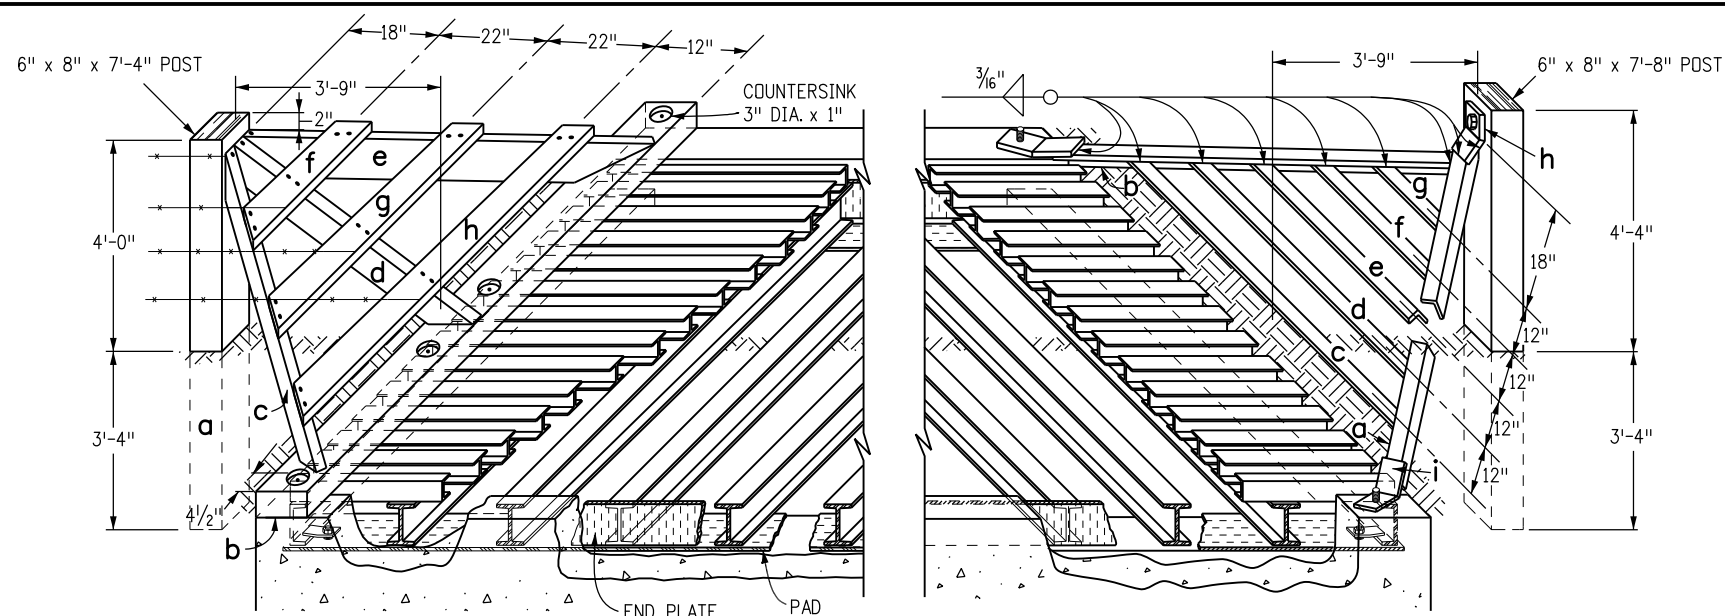 18" 22" 22" 12"
6" x 8" x 7'-4" POST
3'-9"
2"
COUNTERSINK
3" DIA. x 1"
3/16"
3'-9"
6" x 8" x 7'-8" POST
f e
g
h
d
b
g
h
f
e
4'-0"
4'-4"
18"
12"
d
c
c
a
12"
3'-4"
12"
3'-4"
a
i
12"
4 1/2"
b
END PLATE
PAD